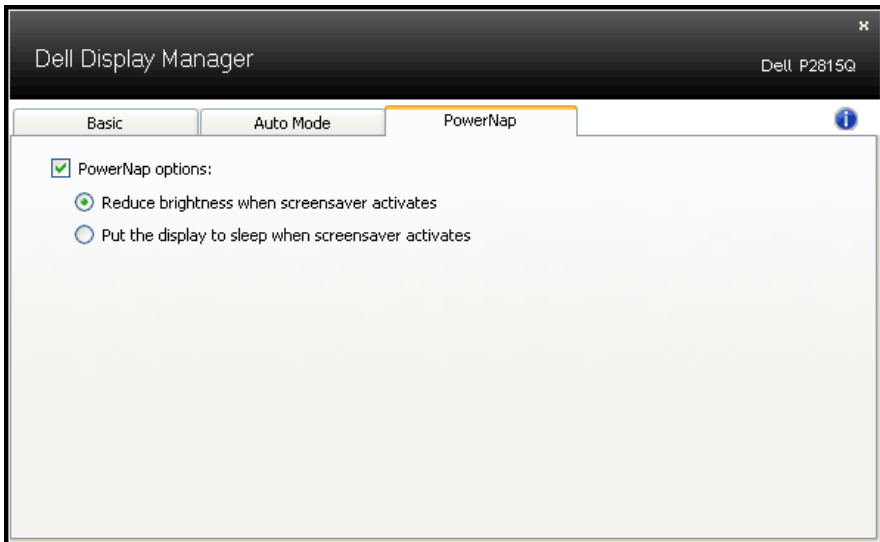 x
Dell Display Manager
Dell P2815Q
Basic Auto Mode PowerNap
PowerNap options:
Reduce brightness when screensaver activates
Put the display to sleep when screensaver activates